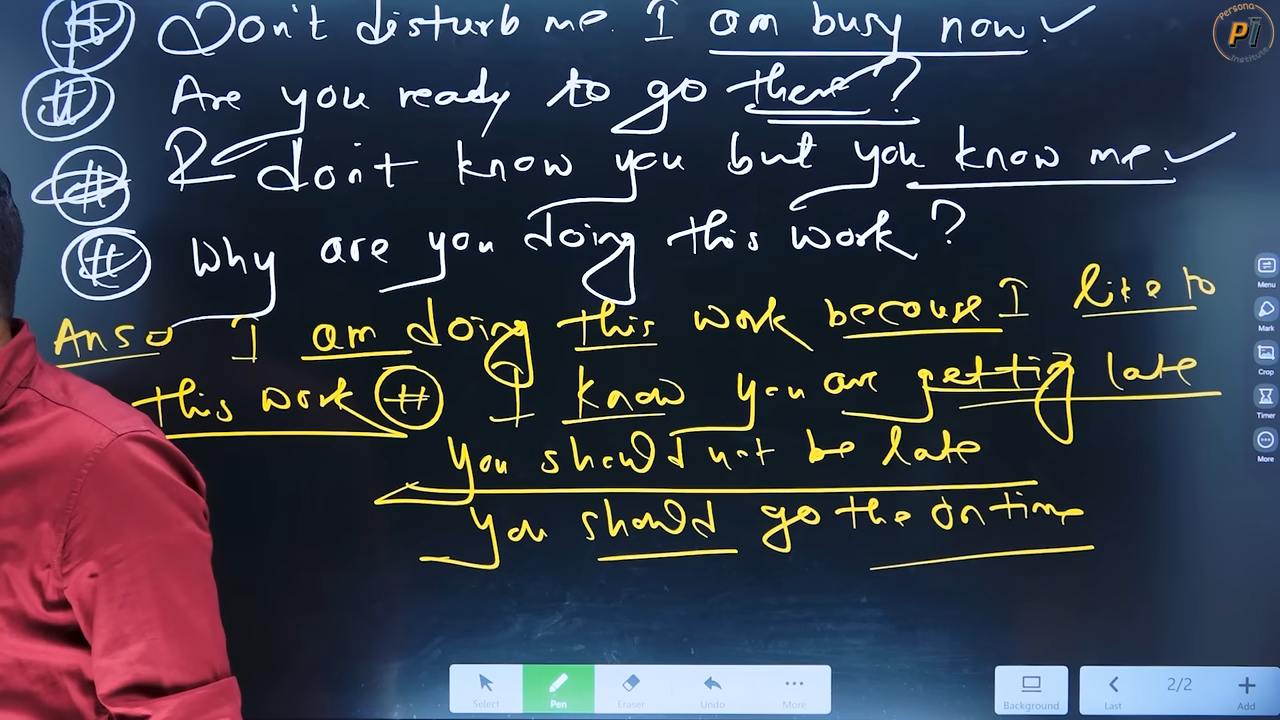 # Don't disturb me. I am busy now.
# Are you ready to go there?
# I don't know you but you know me.
# Why are you doing this work?
Ans I am doing this work because I like to
this work # I know you are getting late
you should not be late
you should go the on time
Persona
PI
Institute
Menu
Mark
Crop
Timer
More
Select
Pen
Eraser
Undo
More
Background
Last
2/2
Add